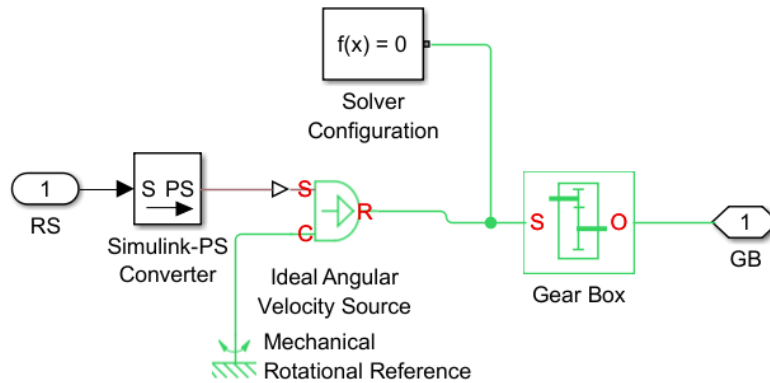 f(x) = 0
Solver
Configuration
1
RS
S PS
Simulink-PS
Converter
S
C
R
Ideal Angular
Velocity Source
Mechanical
Rotational Reference
S
O
Gear Box
1
GB